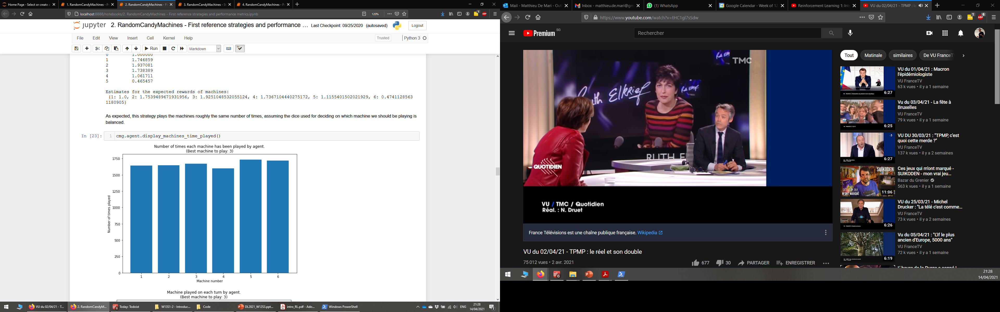 Home Page - Select or create a
1. RandomCandyMachines - P
2. RandomCandyMachines - Fi
3. RandomCandyMachines - St
4. RandomCandyMachines - Pa
localhost:8888/notebooks/2. RandomCandyMachines - First reference strategies and performance metrics.ipynb
120%
jupyter 2. RandomCandyMachines - First reference strategies and performance ... Last Checkpoint: 09/25/2020 (autosaved)
Logout
File Edit View Insert Cell Kernel Help
Trusted
Python 3
Run
Markdown
0 1.000000
1 1.746859
2 1.937081
3 1.738389
4 1.061711
5 0.465457
Estimates for the expected rewards of machines:
{1: 1.0, 2: 1.7539489671931956, 3: 1.9251048532055124, 4: 1.7367104440275172, 5: 1.1155401502021929, 6: 0.4741128563
1180905}
As expected, this strategy plays the machines roughly the same number of times, assuming the dice used for deciding on which machine we should be playing is
balanced.
In [23]: 1 cmg.agent.display_machines_time_played()
Number of times each machine has been played by agent.
(Best machine to play: 3)
1750
1500
1250
1000
750
500
250
0
Number of times played
1 2 3 4 5 6
Machine number
Machine played on each turn by agent.
(Best machine to play: 3)
VU du 02/04/21 - T...
2. RandomCandyM...
Today: Todoist
W13S1-2 - Introduc...
Code
DL2021_W12S3.ppt...
intro_RL.pdf - Ado...
Windows PowerShell
ENG
21:28
14/04/2021
3
Mail - Matthieu De Mari - Out
Inbox - matthieu.de.mari@gm
(1) WhatsApp
Google Calendar - Week of 12
Reinforcement Learning 1: Int
VU du 02/04/21 - TPMP : le
https://www.youtube.com/watch?v=tHC1gl7sSdw
Premium SG
Rechercher
TMC
Ruth Elkrief
RUTH E
QUOTIDIEN
VU / TMC / Quotidien
Réal. : N. Druet
France Télévisions est une chaîne publique française. Wikipedia
VU du 02/04/21 - TPMP : le réel et son double
75 012 vues • 2 avr. 2021
677
30
PARTAGER
ENREGISTRER
Tout
Matinale
similaires
De VU FranceT
VU du 01/04/21 : Macron
l'épidémiologiste
VU FranceTV
63 k vues • il y a 1 semaine
6:27
Vu du 03/04/21 - La fête à
Bruxelles
VU FranceTV
79 k vues • il y a 1 semaine
6:25
VU DU 30/03/21 : "TPMP, c'est
quoi cette merde ?"
VU FranceTV
137 k vues • il y a 2 semaines
6:27
Ces jeux qui m'ont marqué -
SUIKODEN - mon vrai jeu...
Bazar du Grenier
563 k vues • il y a 1 semaine
SUIKODEN
CES JEUX QUI
M'ONT MARQUÉ
11:06
VU du 25/03/21 - Michel
Drucker : "La télé c'est comme...
VU FranceTV
73 k vues • il y a 2 semaines
6:26
Vu du 05/04/21 : "L'if le plus
ancien d'Europe, 5000 ans"
VU FranceTV
72 k vues • il y a 1 semaine
6:19
21:28
14/04/2021